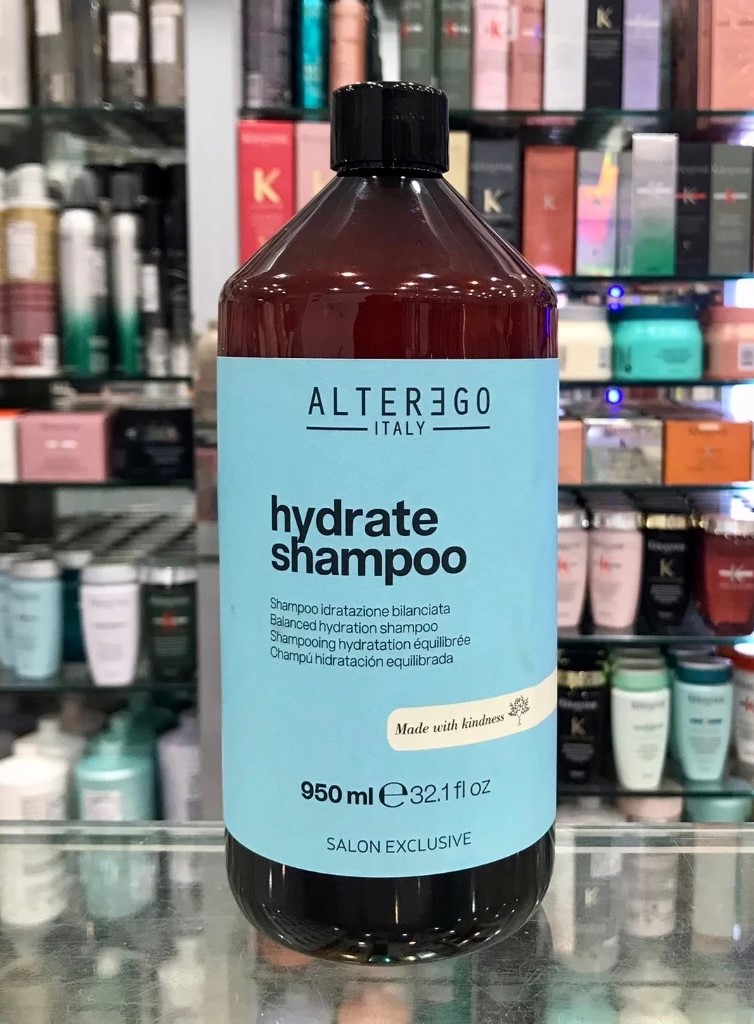 ALTERƎGO
ITALY
hydrate
shampoo
Shampoo idratazione bilanciata
Balanced hydration shampoo
Shampooing hydratation équilibrée
Champú hidratación equilibrada
Made with kindness
950 ml ℮ 32.1 fl oz
SALON EXCLUSIVE
K
K
K